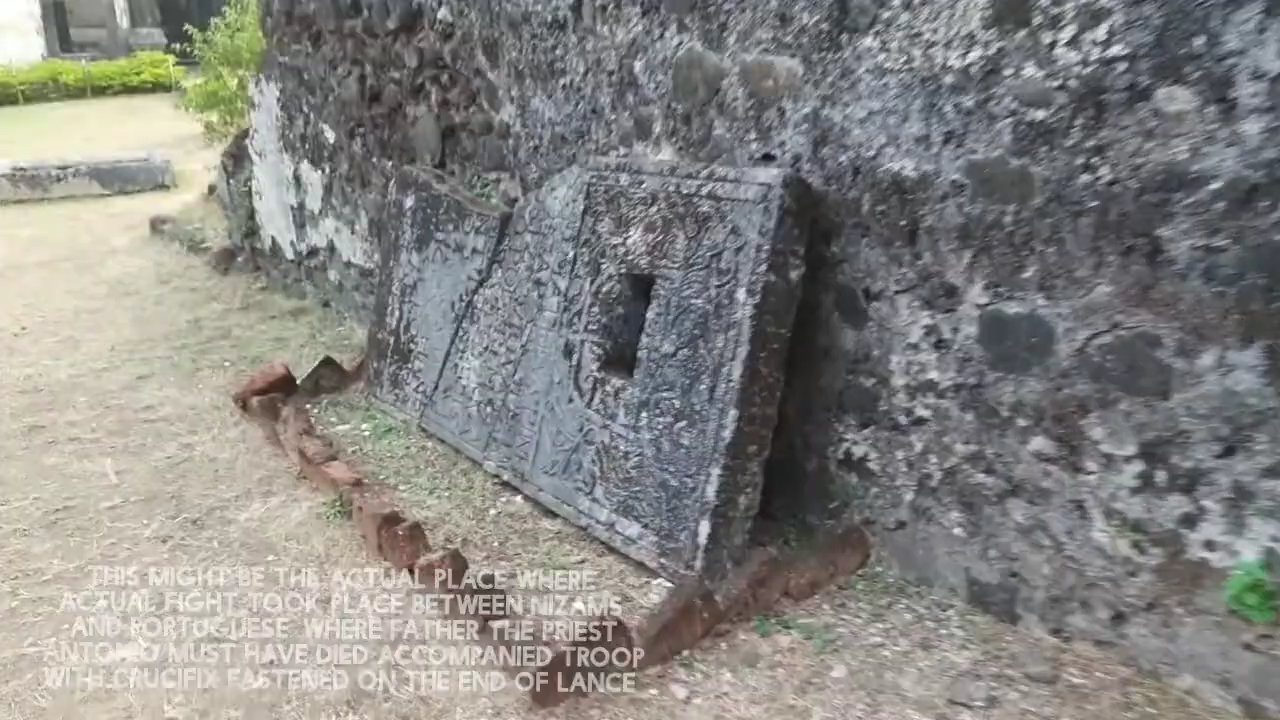 THIS MIGHT BE THE ACTUAL PLACE WHERE
ACTUAL FIGHT TOOK PLACE BETWEEN NIZAMS
AND PORTUGUESE WHERE FATHER THE PRIEST
ANTONIO MUST HAVE DIED ACCOMPANIED TROOP
WITH CRUCIFIX FASTENED ON THE END OF LANCE